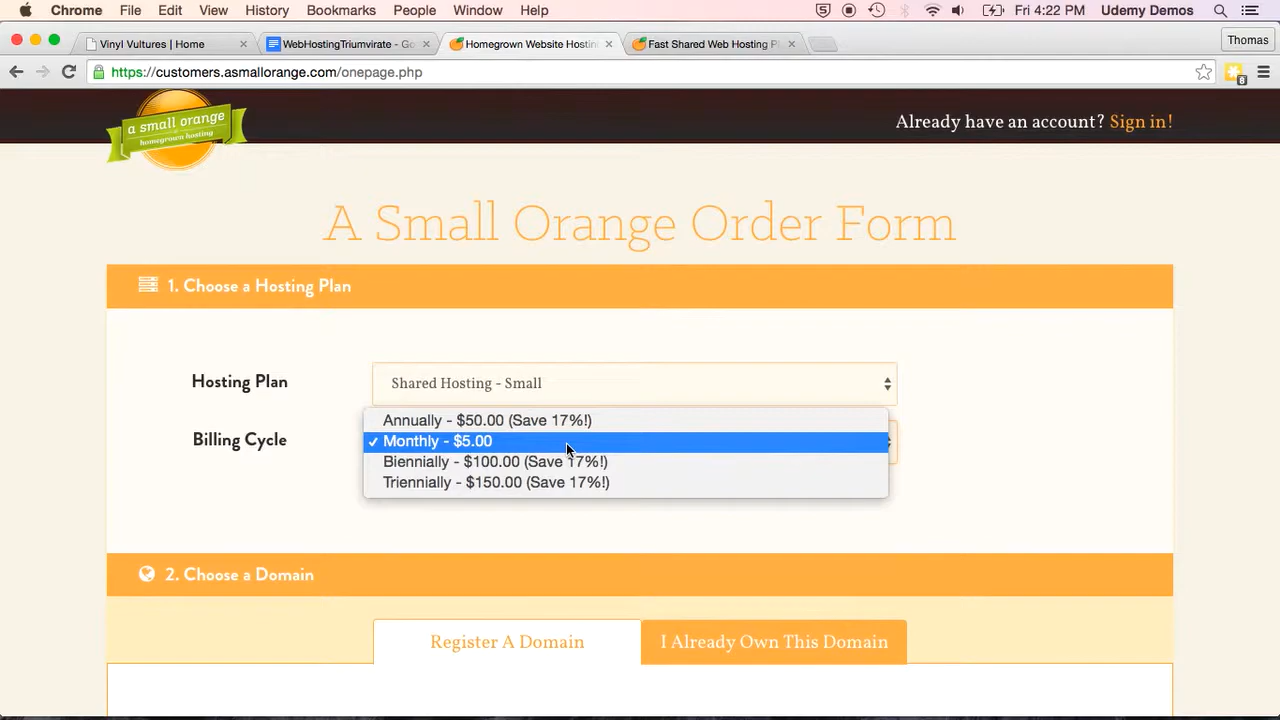 Chrome File Edit View History Bookmarks People Window Help Fri 4:22 PM Udemy Demos
Vinyl Vultures | Home WebHostingTriumvirate - Go Homegrown Website Hostin Fast Shared Web Hosting Pl Thomas
https://customers.asmallorange.com/onepage.php
a small orange
homegrown hosting
Already have an account? Sign in!
A Small Orange Order Form
1. Choose a Hosting Plan
Hosting Plan Shared Hosting - Small
Annually - $50.00 (Save 17%!)
Billing Cycle ✓ Monthly - $5.00
Biennially - $100.00 (Save 17%!)
Triennially - $150.00 (Save 17%!)
2. Choose a Domain
Register A Domain I Already Own This Domain